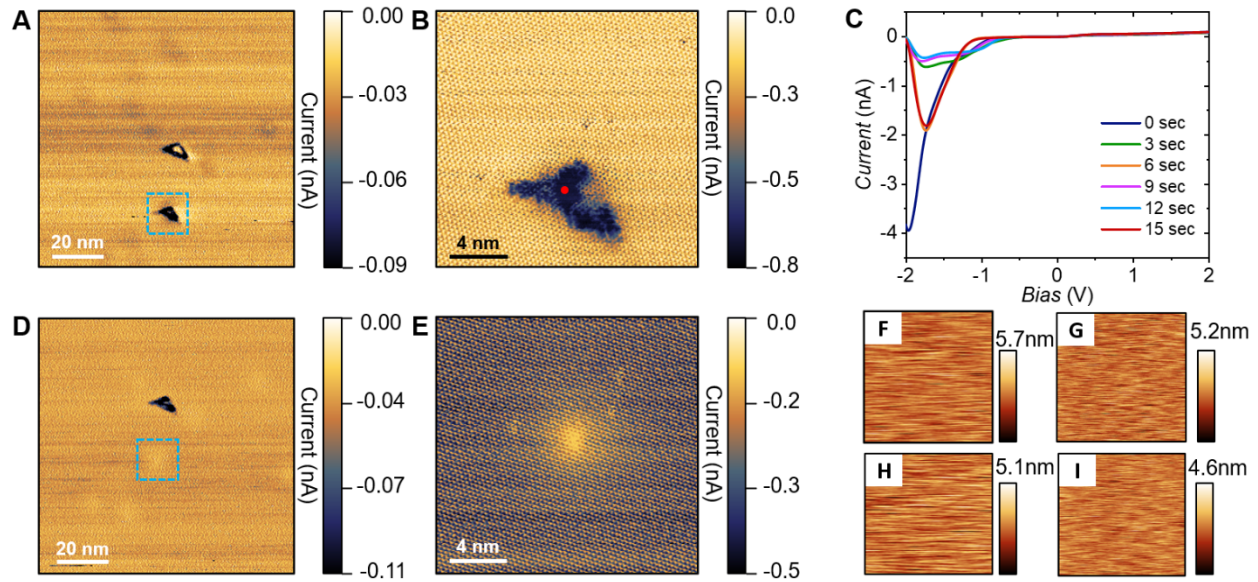 A
20 nm
0.00
-0.03
-0.06
-0.09
Current (nA)
B
4 nm
0.0
-0.3
-0.5
-0.8
Current (nA)
C
0
-1
-2
-3
-4
Current (nA)
-2
-1
0
1
2
Bias (V)
0 sec
3 sec
6 sec
9 sec
12 sec
15 sec
D
20 nm
0.00
-0.04
-0.07
-0.11
Current (nA)
E
4 nm
0.0
-0.2
-0.3
-0.5
Current (nA)
F
5.7nm
G
5.2nm
H
5.1nm
I
4.6nm